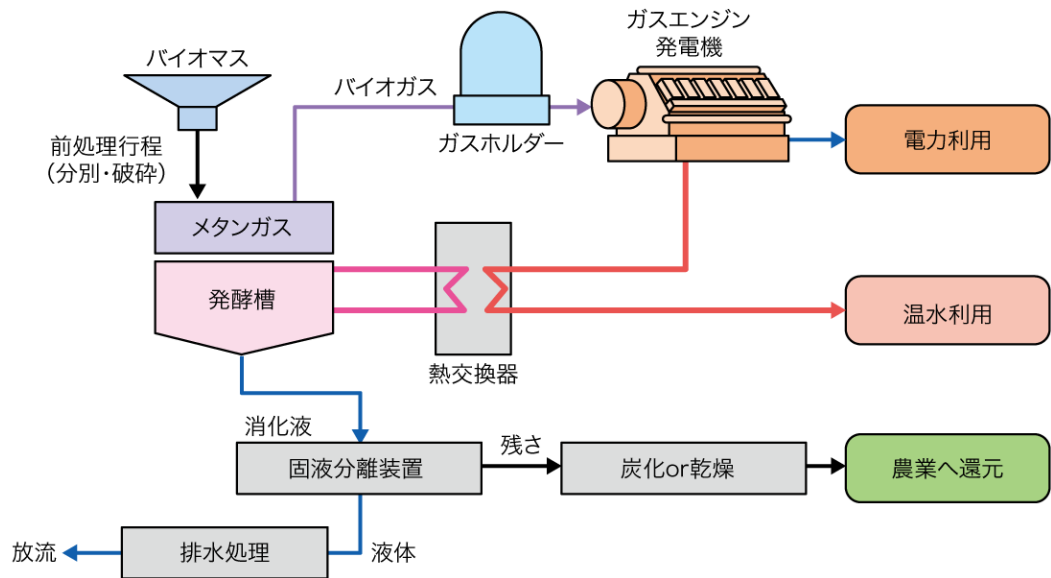 ガスエンジン
発電機
バイオマス
バイオガス
ガスホルダー
前処理行程
（分別・破砕）
電力利用
メタンガス
発酵槽
温水利用
熱交換器
消化液
残さ
固液分離装置
炭化or乾燥
農業へ還元
放流
排水処理
液体